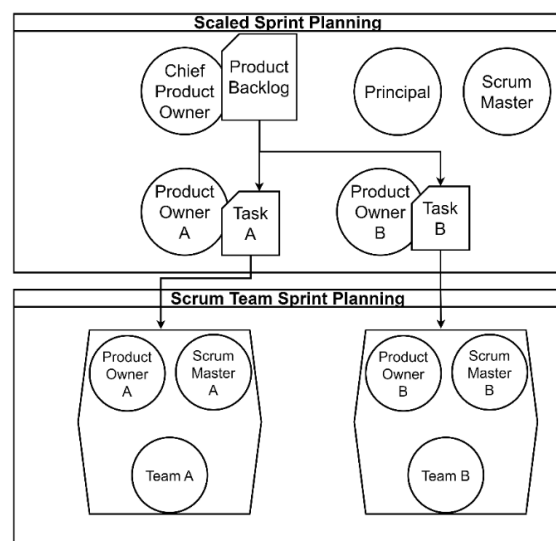 Scaled Sprint Planning
Chief
Product
Owner
Product
Backlog
Principal
Scrum
Master
Product
Owner
A
Task
A
Product
Owner
B
Task
B
Scrum Team Sprint Planning
Product
Owner
A
Scrum
Master
A
Team A
Product
Owner
B
Scrum
Master
B
Team B